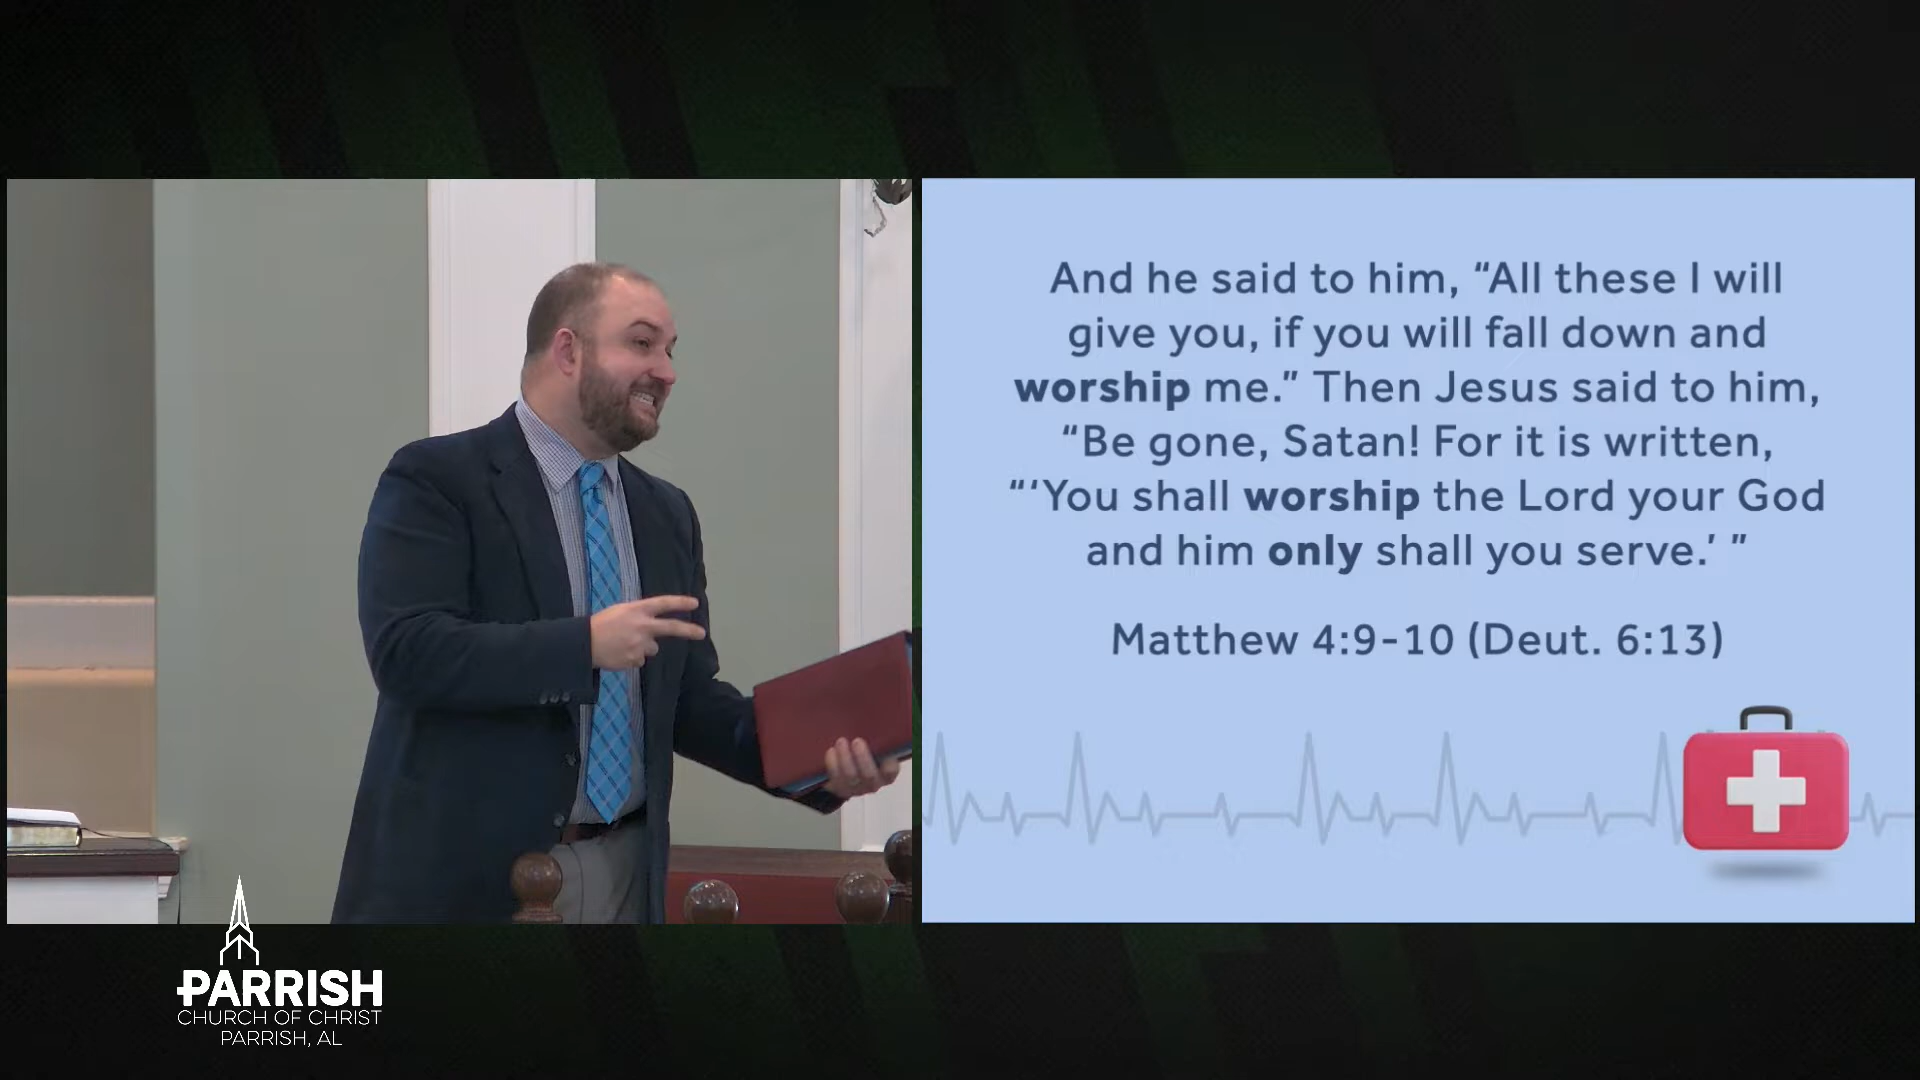 And he said to him, “All these I will
give you, if you will fall down and
worship me.” Then Jesus said to him,
“Be gone, Satan! For it is written,
“‘You shall worship the Lord your God
and him only shall you serve.’ ”
Matthew 4:9-10 (Deut. 6:13)
PARRISH
CHURCH OF CHRIST
PARRISH, AL